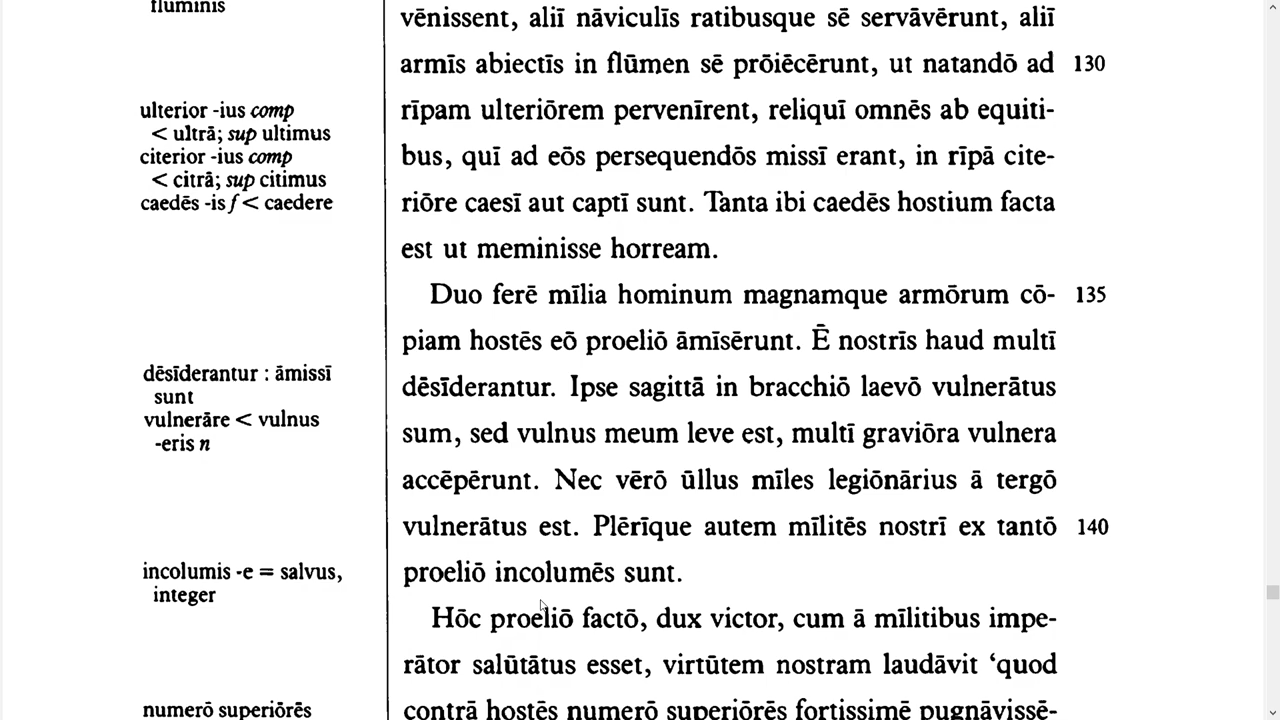 fluminis
vēnissent, aliī nāviculīs ratibusque sē servāvērunt, aliī
armīs abiectīs in flūmen sē prōiēcērunt, ut natandō ad 130
ulterior -ius comp
< ultrā; sup ultimus
citerior -ius comp
< citrā; sup citimus
caedēs -is f < caedere
rīpam ulteriōrem pervenīrent, reliquī omnēs ab equiti-
bus, quī ad eōs persequendōs missī erant, in rīpā cite-
riōre caesī aut captī sunt. Tanta ibi caedēs hostium facta
est ut meminisse horream.
Duo ferē mīlia hominum magnamque armōrum cō- 135
piam hostēs eō proeliō āmīsērunt. Ē nostrīs haud multī
dēsīderantur : āmissī
sunt
vulnerāre < vulnus
-eris n
dēsīderantur. Ipse sagittā in bracchiō laevō vulnerātus
sum, sed vulnus meum leve est, multī graviōra vulnera
accēpērunt. Nec vērō ūllus mīles legiōnārius ā tergō
vulnerātus est. Plērīque autem mīlitēs nostrī ex tantō 140
incolumis -e = salvus,
integer
proeliō incolumēs sunt.
Hōc proeliō factō, dux victor, cum ā mīlitibus impe-
rātor salūtātus esset, virtūtem nostram laudāvit ‘quod
numerō superiōrēs
contrā hostēs numerō superiōrēs fortissimē pugnāvissē-